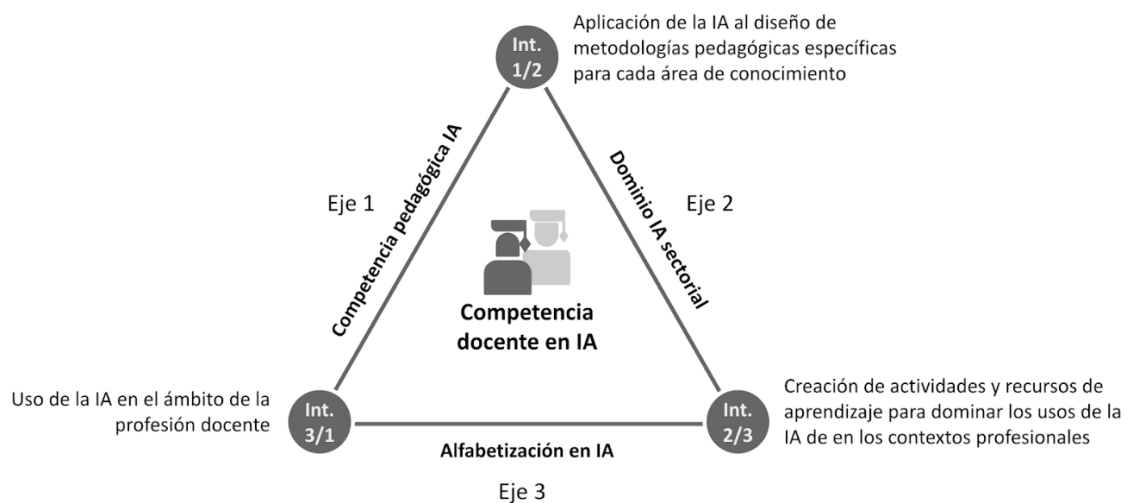 Int.
1/2
Aplicación de la IA al diseño de
metodologías pedagógicas específicas
para cada área de conocimiento
Eje 1
Competencia pedagógica IA
Dominio IA sectorial
Eje 2
Competencia
docente en IA
Uso de la IA en el ámbito de la
profesión docente
Int.
3/1
Int.
2/3
Creación de actividades y recursos de
aprendizaje para dominar los usos de la
IA de en los contextos profesionales
Alfabetización en IA
Eje 3